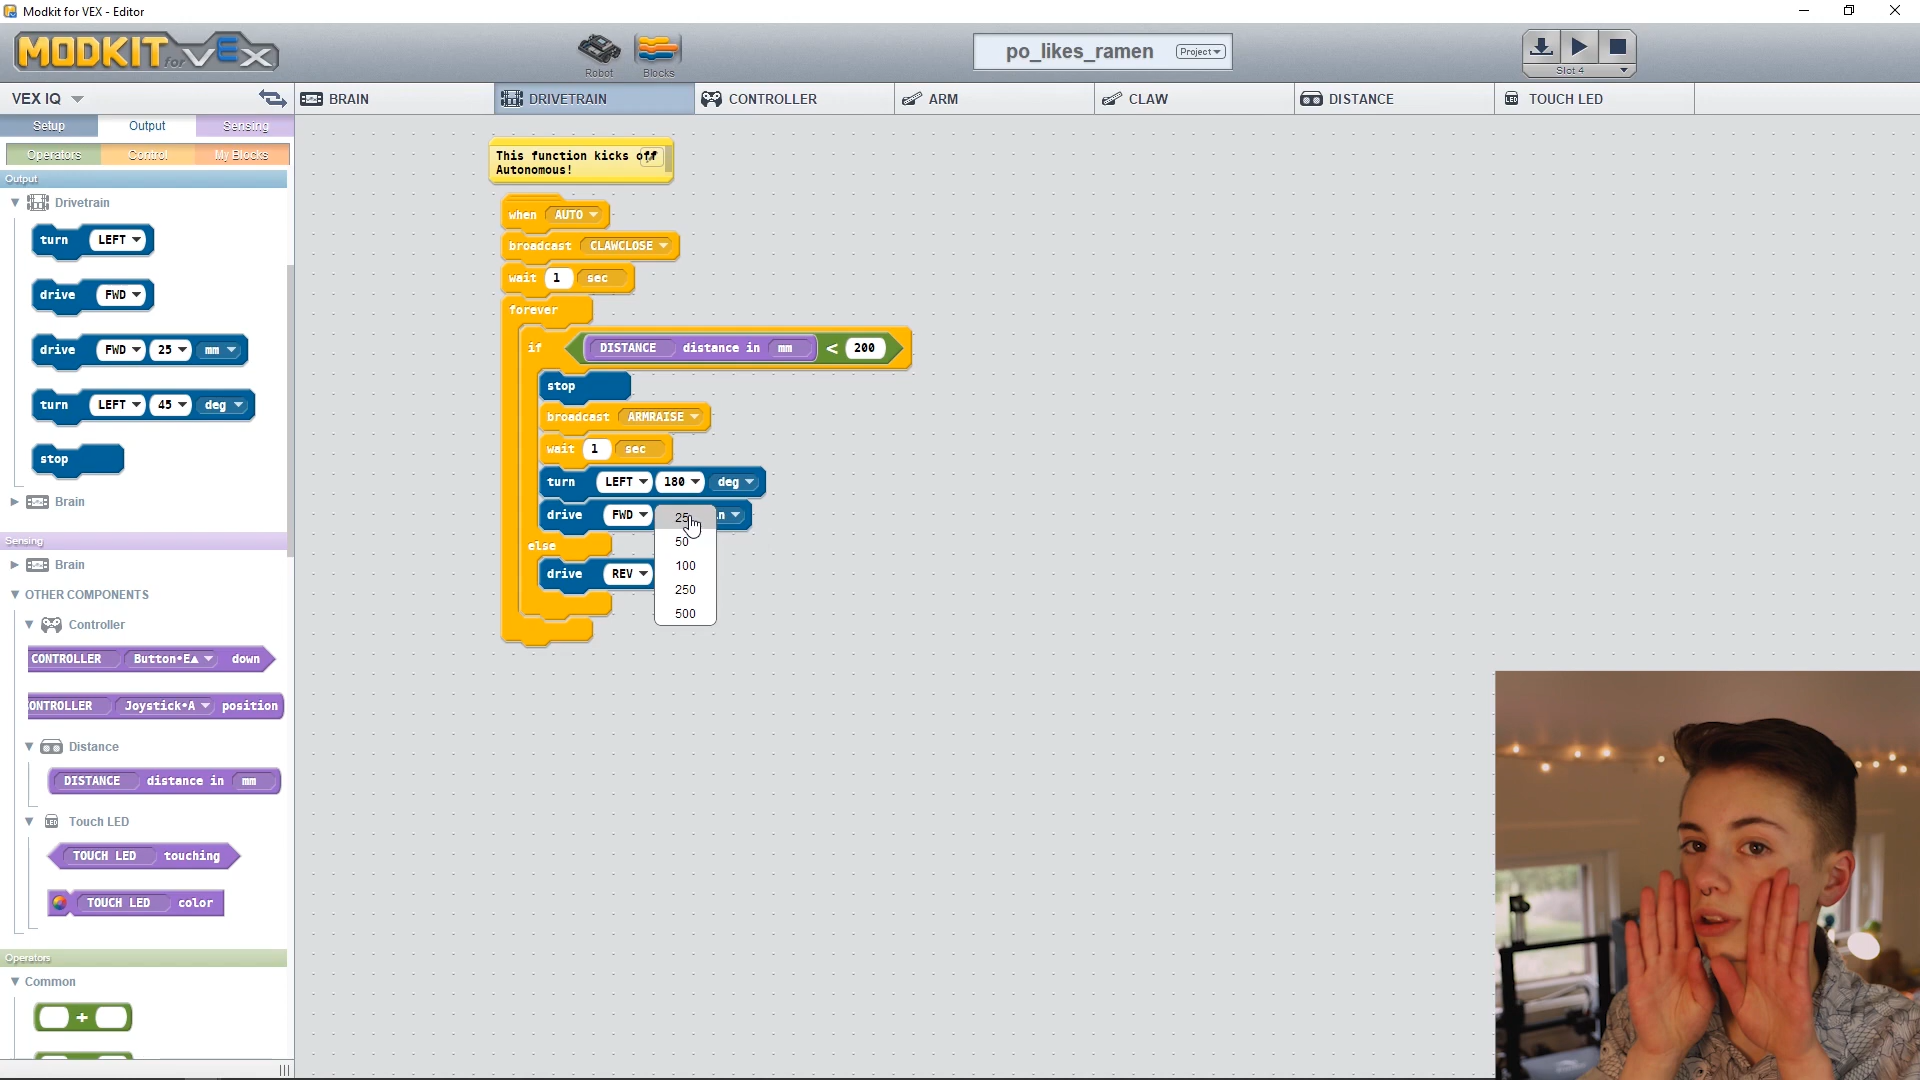 Modkit for VEX - Editor
MODKIT for vex
Robot
Blocks
po_likes_ramen
Project
Slot 4
VEX IQ
BRAIN
DRIVETRAIN
CONTROLLER
ARM
CLAW
DISTANCE
TOUCH LED
Setup
Output
Sensing
Operators
Control
My Blocks
Output
Drivetrain
turn LEFT
drive FWD
drive FWD 25 mm
turn LEFT 45 deg
stop
Brain
Sensing
Brain
OTHER COMPONENTS
Controller
CONTROLLER Button•E▲ down
ONTROLLER Joystick•A position
Distance
DISTANCE distance in mm
Touch LED
TOUCH LED touching
TOUCH LED color
Operators
Common
+
This function kicks off
Autonomous!
when AUTO
broadcast CLAWCLOSE
wait 1 sec
forever
if DISTANCE distance in mm < 200
stop
broadcast ARMRAISE
wait 1 sec
turn LEFT 180 deg
drive FWD
25
50
100
250
500
else
drive REV